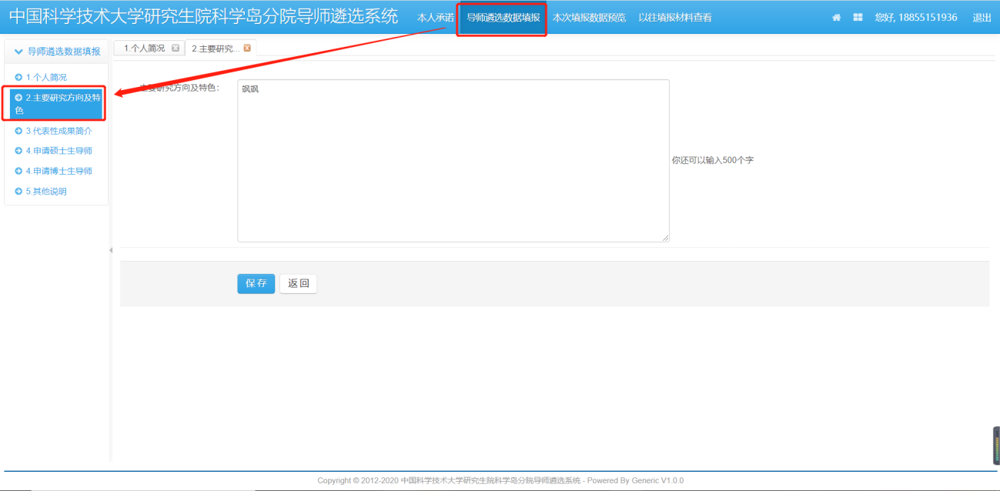 中国科学技术大学研究生院科学岛分院导师遴选系统 本人承诺 导师遴选数据填报 本次填报数据预览 以往填报材料查看 您好, 18855151936 退出
导师遴选数据填报 1.个人简况 2.主要研究...
1.个人简况
主要研究方向及特色: 飒飒
2.主要研究方向及特
色
3.代表性成果简介
4.申请硕士生导师
你还可以输入500个字
4.申请博士生导师
5.其他说明
保存 返回
Copyright © 2012-2020 中国科学技术大学研究生院科学岛分院导师遴选系统 - Powered By Generic V1.0.0